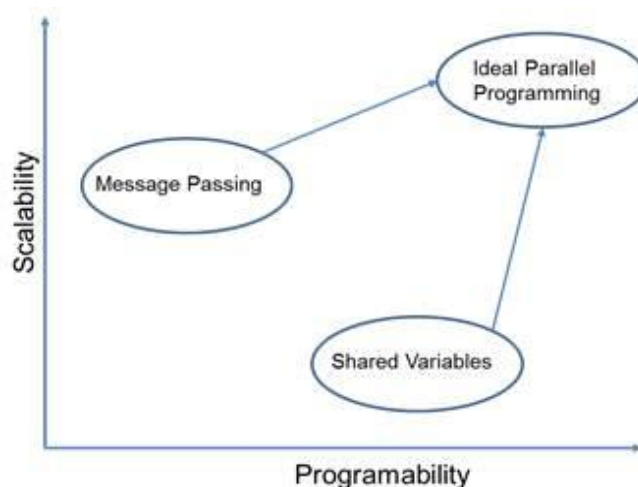 Ideal Parallel
Programming
Message Passing
Scalability
Shared Variables
Programability